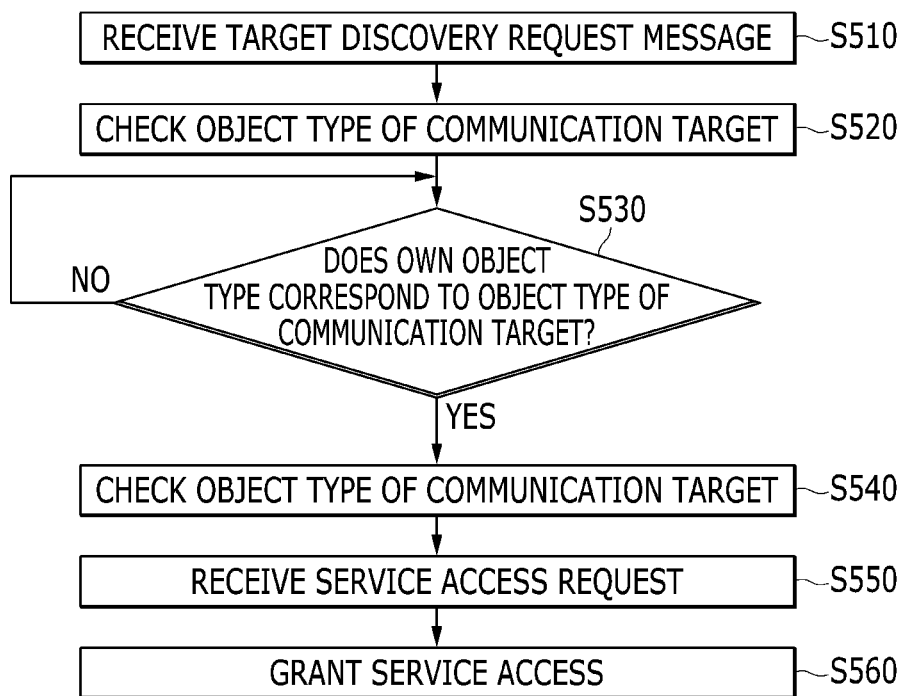 RECEIVE TARGET DISCOVERY REQUEST MESSAGE S510
CHECK OBJECT TYPE OF COMMUNICATION TARGET S520
S530
DOES OWN OBJECT
TYPE CORRESPOND TO OBJECT TYPE OF
COMMUNICATION TARGET?
NO
YES
CHECK OBJECT TYPE OF COMMUNICATION TARGET S540
RECEIVE SERVICE ACCESS REQUEST S550
GRANT SERVICE ACCESS S560